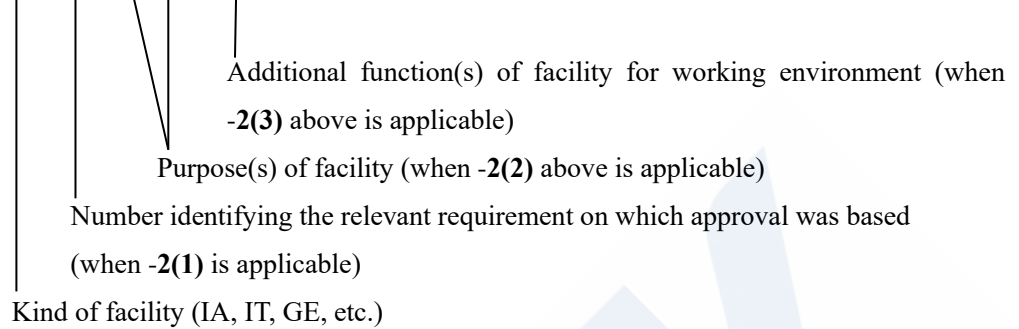 Additional function(s) of facility for working environment (when
-2(3) above is applicable)
Purpose(s) of facility (when -2(2) above is applicable)
Number identifying the relevant requirement on which approval was based
(when -2(1) is applicable)
Kind of facility (IA, IT, GE, etc.)